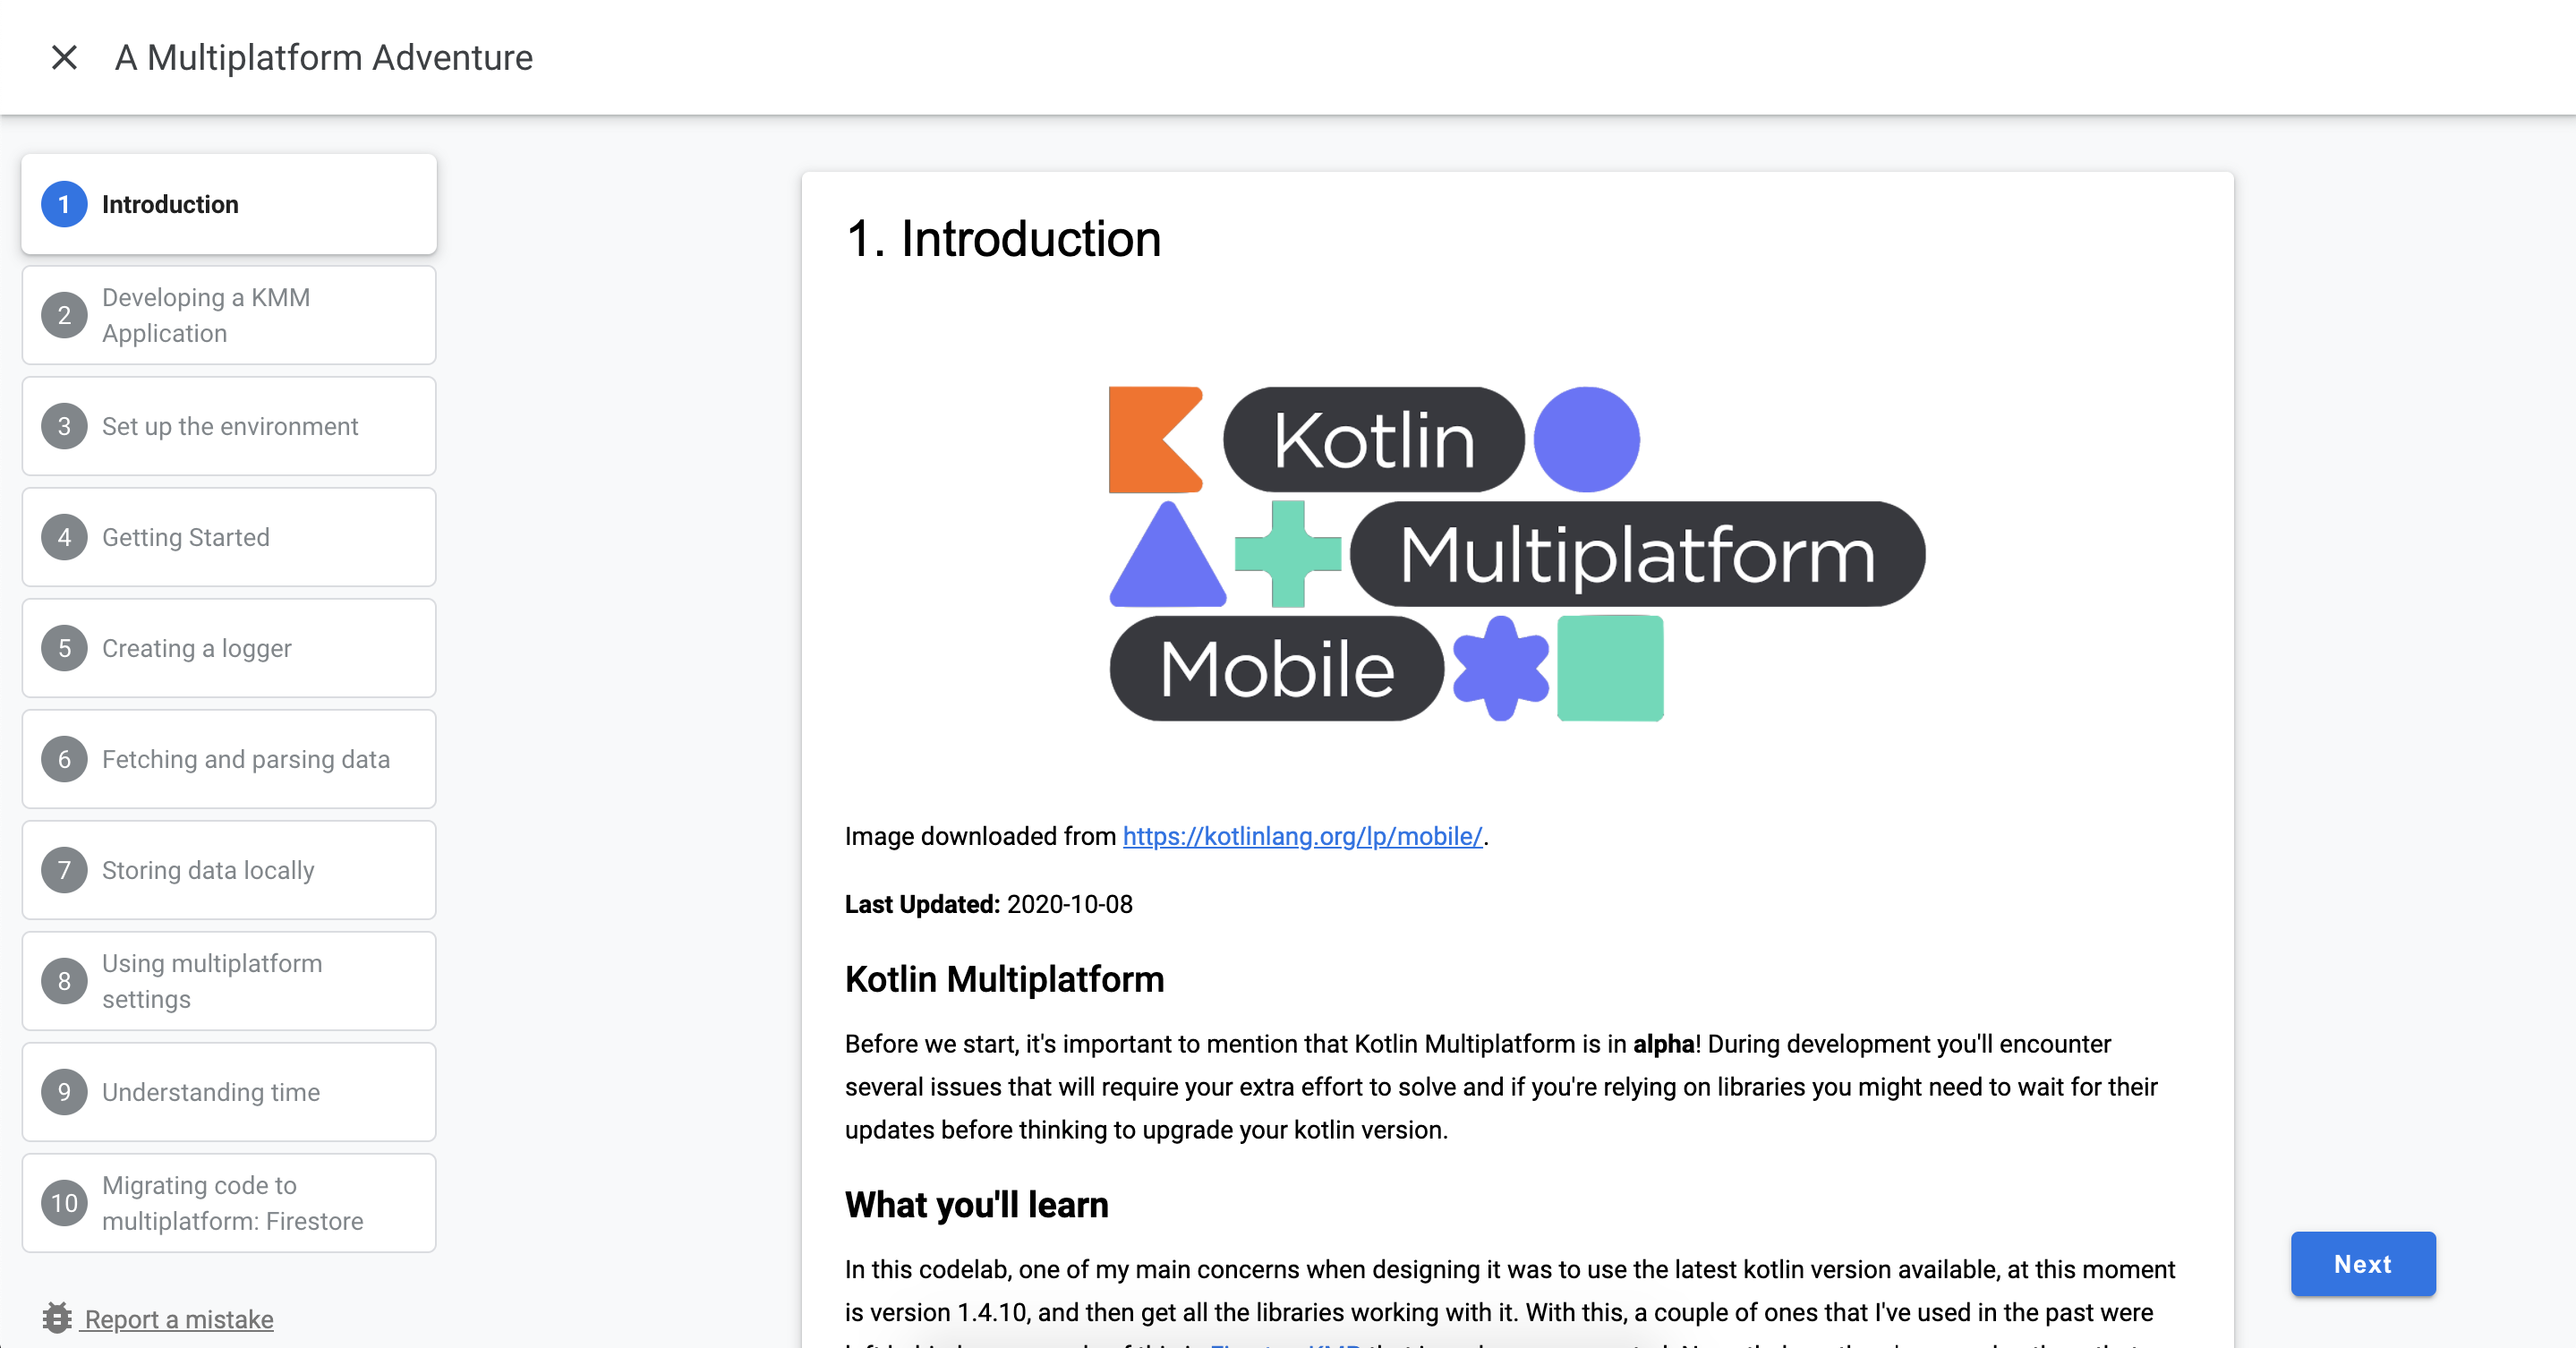 A Multiplatform Adventure
1 Introduction
2 Developing a KMM
Application
3 Set up the environment
4 Getting Started
5 Creating a logger
6 Fetching and parsing data
7 Storing data locally
8 Using multiplatform
settings
9 Understanding time
10 Migrating code to
multiplatform: Firestore
Report a mistake
1. Introduction
Kotlin
Multiplatform
Mobile
Image downloaded from https://kotlinlang.org/lp/mobile/.
Last Updated: 2020-10-08
Kotlin Multiplatform
Before we start, it's important to mention that Kotlin Multiplatform is in alpha! During development you'll encounter
several issues that will require your extra effort to solve and if you're relying on libraries you might need to wait for their
updates before thinking to upgrade your kotlin version.
What you'll learn
In this codelab, one of my main concerns when designing it was to use the latest kotlin version available, at this moment
is version 1.4.10, and then get all the libraries working with it. With this, a couple of ones that I've used in the past were
Next